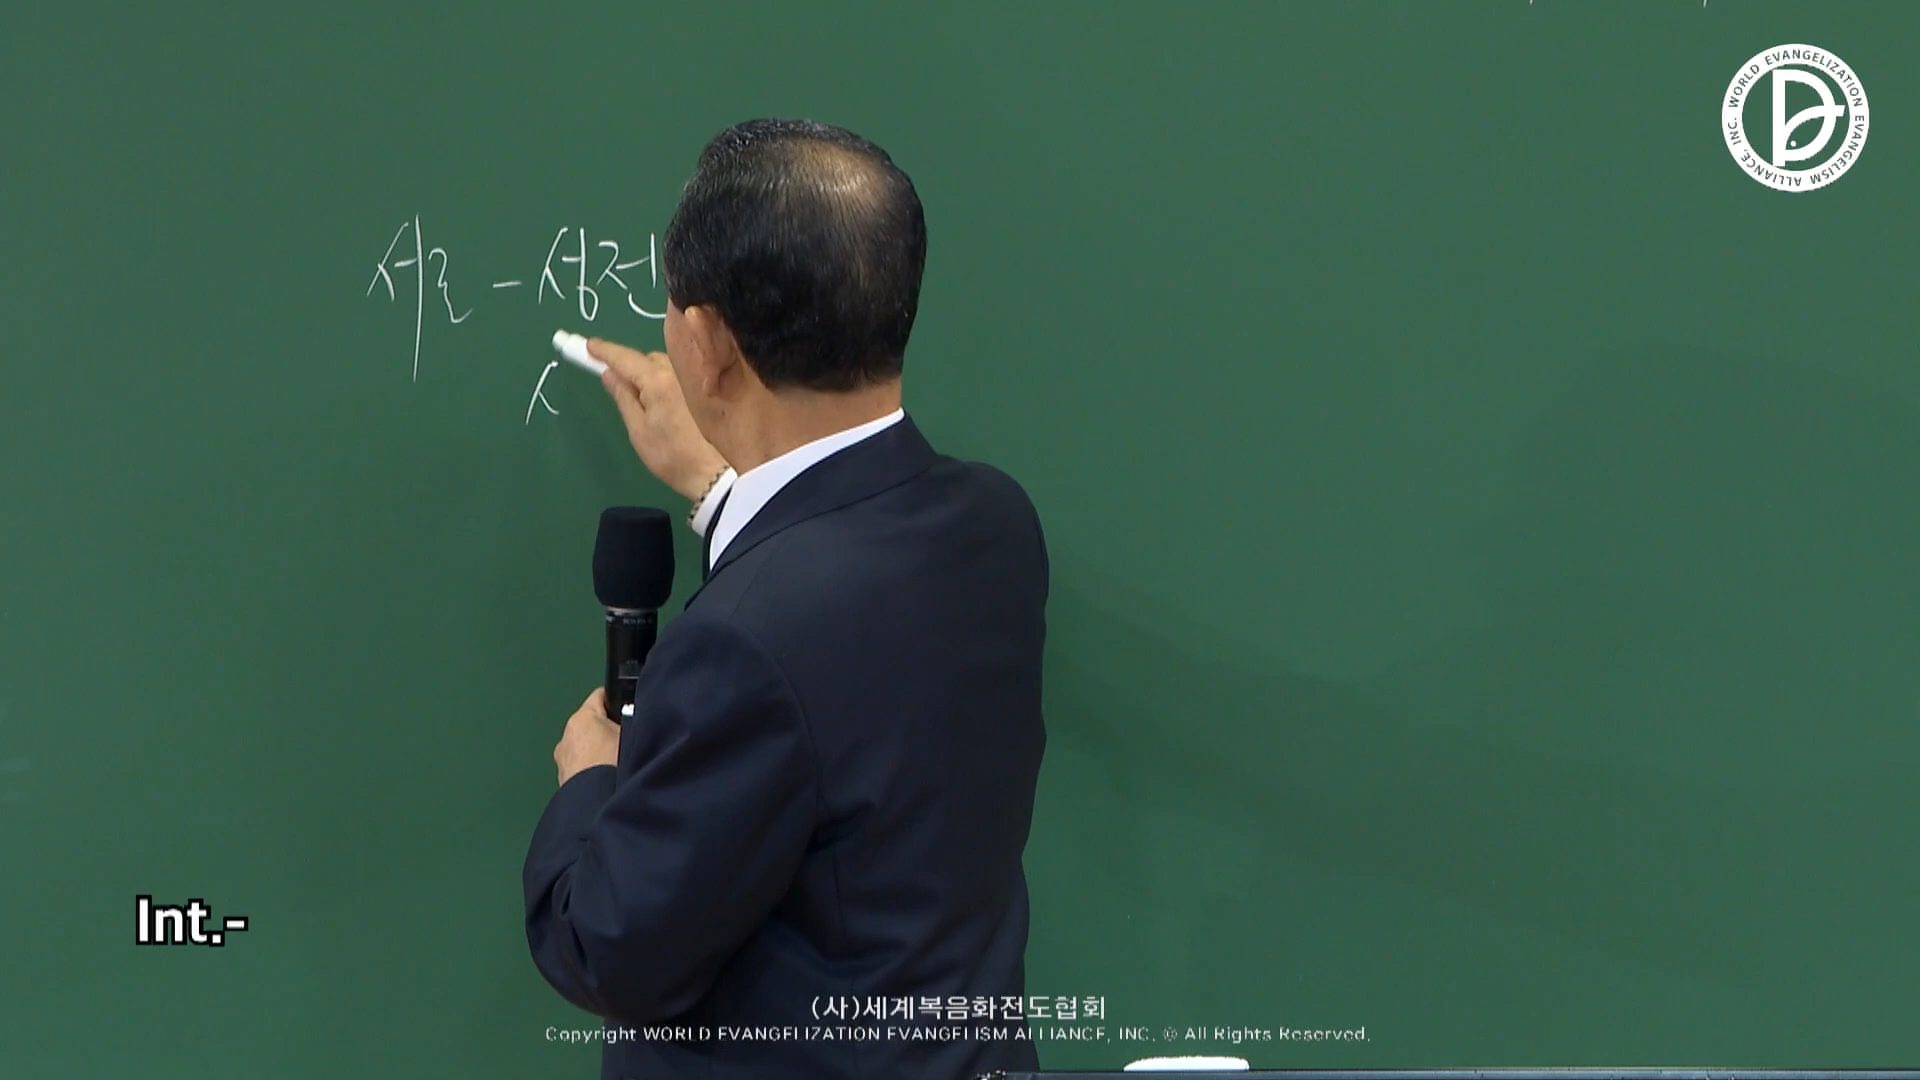 서론 - 성전
ㅅ
WORLD EVANGELIZATION EVANGELISM ALLIANCE, INC.
Int.-
(사)세계복음화전도협회
Copyright WORLD EVANGELIZATION EVANGELISM ALLIANCE, INC. © All Rights Reserved.